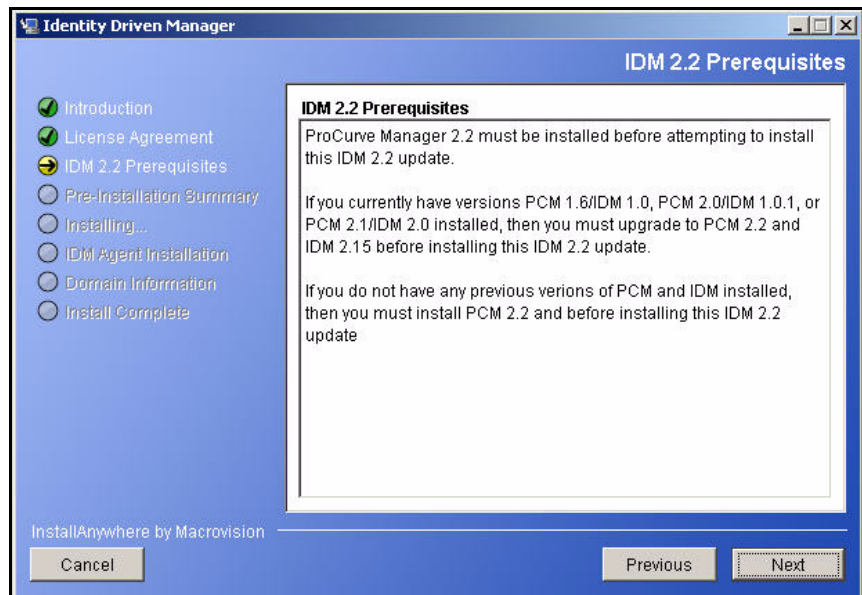 Identity Driven Manager
IDM 2.2 Prerequisites
Introduction
License Agreement
IDM 2.2 Prerequisites
Pre-Installation Summary
Installing...
IDM Agent Installation
Domain Information
Install Complete
IDM 2.2 Prerequisites
ProCurve Manager 2.2 must be installed before attempting to install
this IDM 2.2 update.
If you currently have versions PCM 1.6/IDM 1.0, PCM 2.0/IDM 1.0.1, or
PCM 2.1/IDM 2.0 installed, then you must upgrade to PCM 2.2 and
IDM 2.15 before installing this IDM 2.2 update.
If you do not have any previous verions of PCM and IDM installed,
then you must install PCM 2.2 and before installing this IDM 2.2
update
InstallAnywhere by Macrovision
Cancel
Previous
Next